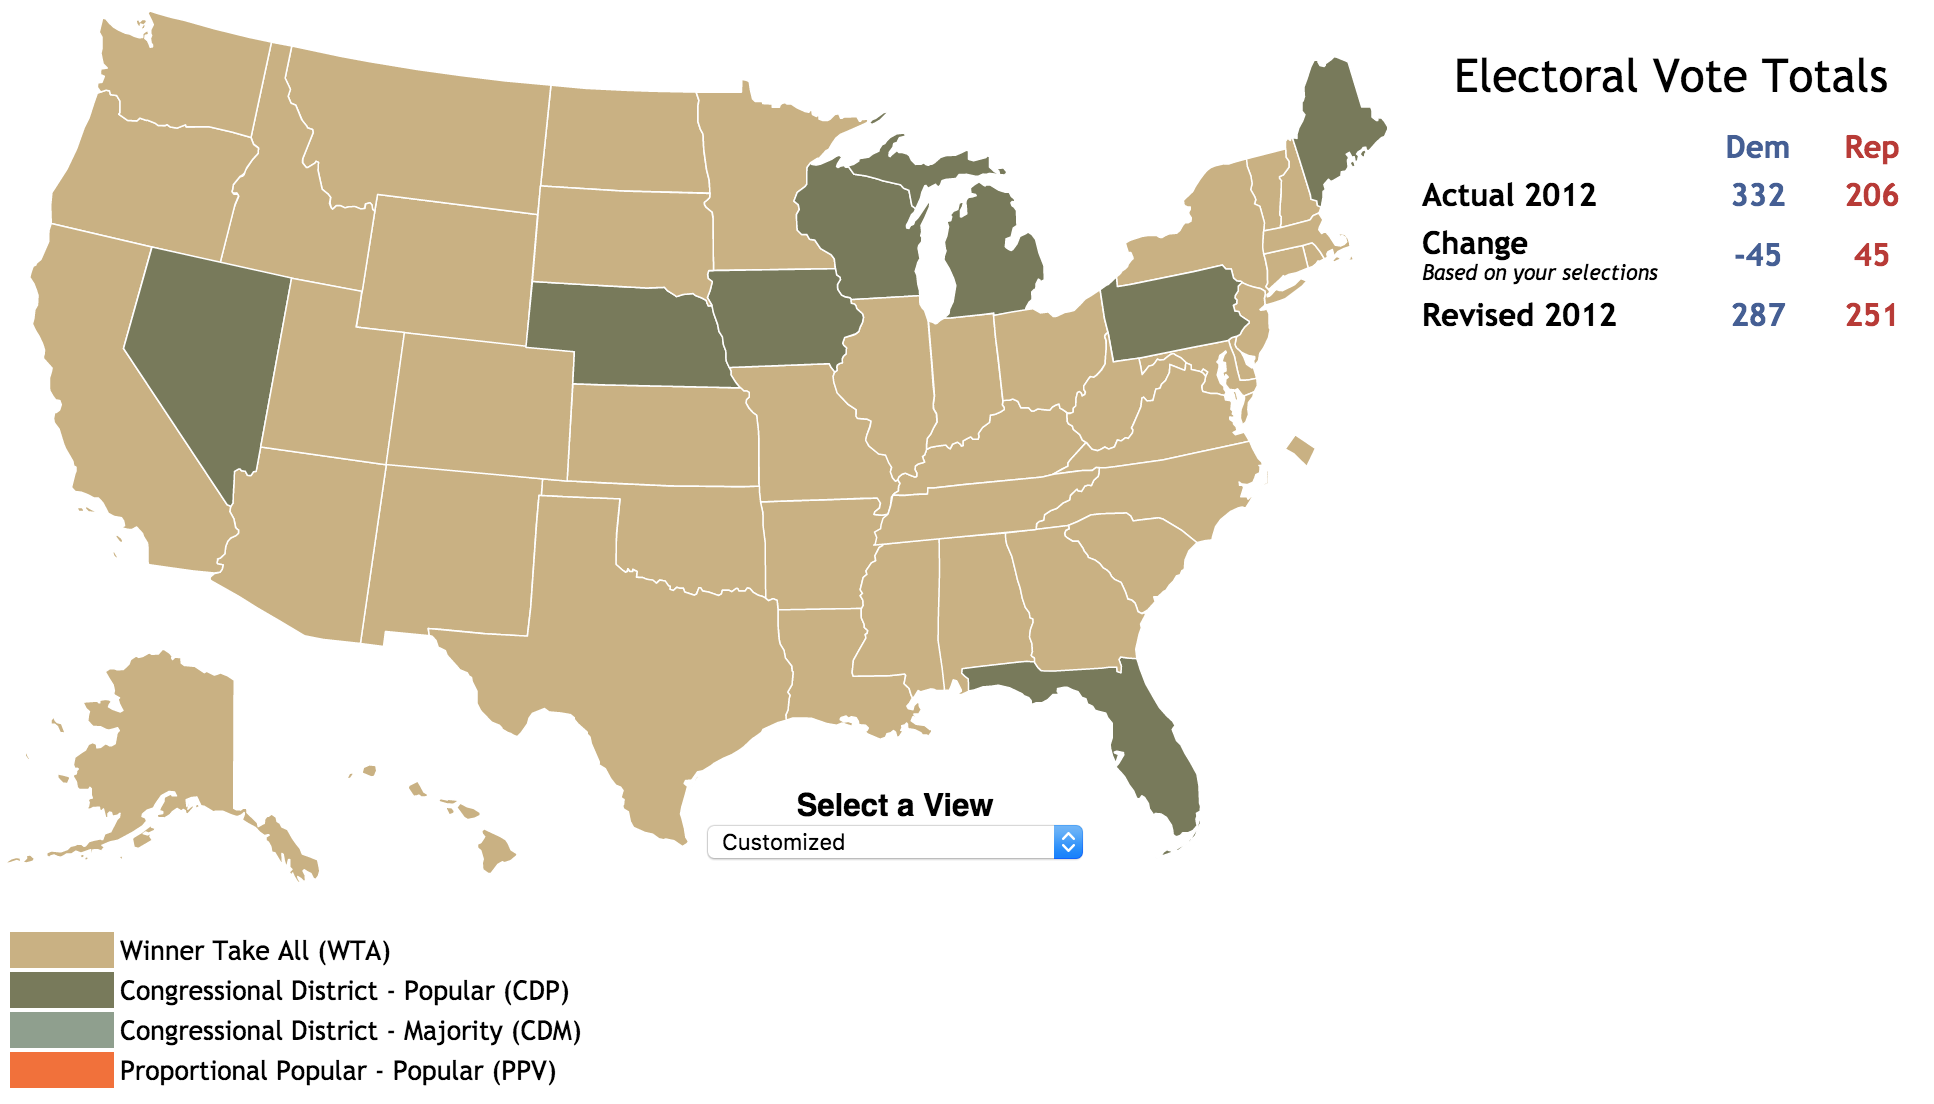 Electoral Vote Totals
Dem Rep
Actual 2012 332 206
Change -45 45
Based on your selections
Revised 2012 287 251
Select a View
Customized
Winner Take All (WTA)
Congressional District - Popular (CDP)
Congressional District - Majority (CDM)
Proportional Popular - Popular (PPV)